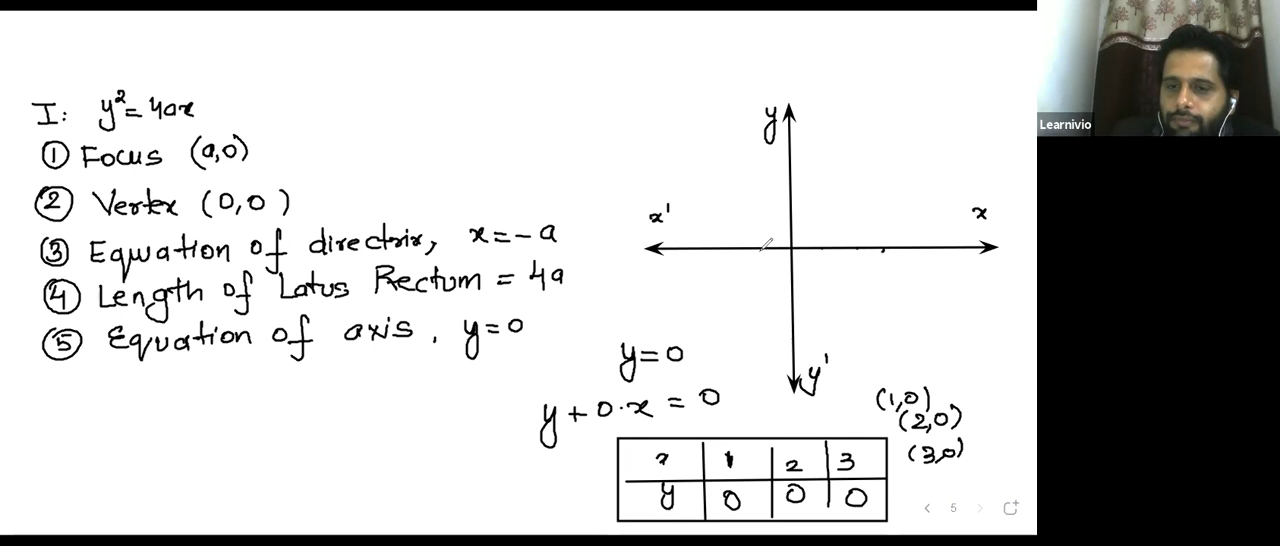 I: y²=4ax
① Focus (a,0)
② Vertex (0,0)
③ Equation of directrix, x=-a
④ Length of Latus Rectum = 4a
⑤ Equation of axis, y=0
y
x'
x
y'
y=0
y+0·x=0
(1,0)
(2,0)
(3,0)
x 1 2 3
y 0 0 0
< 5 >
Learnivio